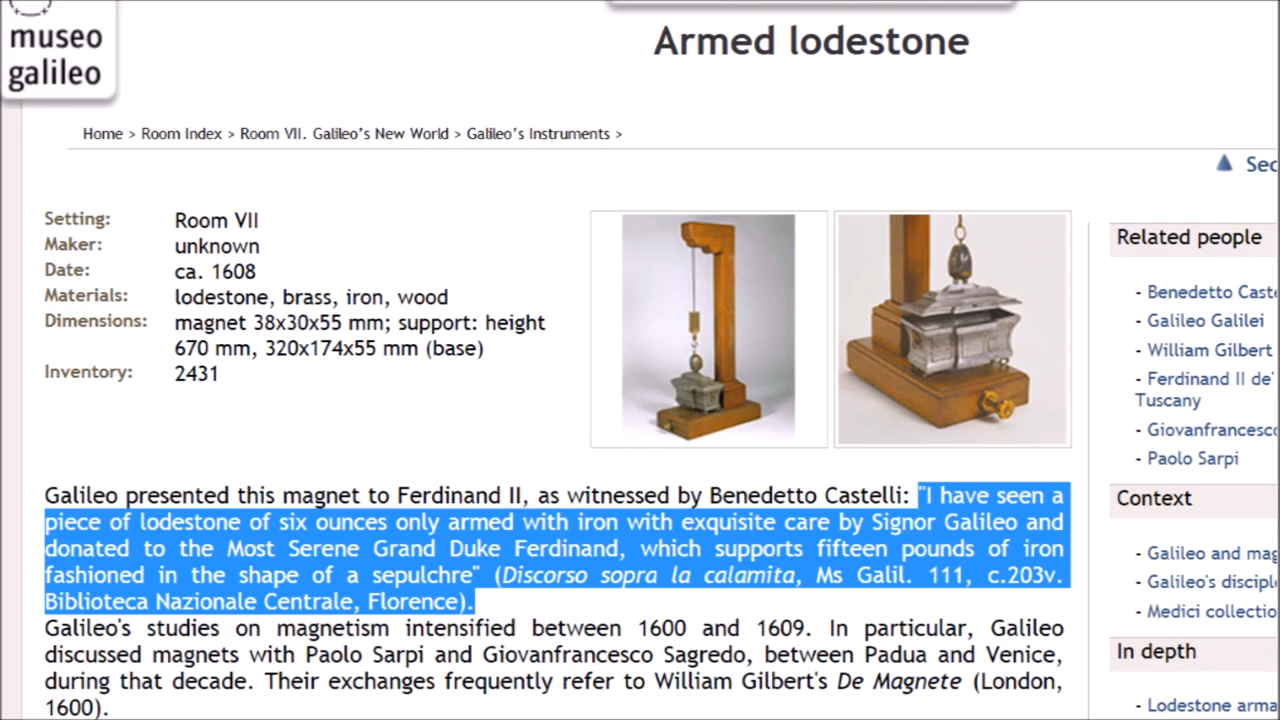 museo
galileo
Armed lodestone
Home > Room Index > Room VII. Galileo's New World > Galileo's Instruments >
Setting: Room VII
Maker: unknown
Date: ca. 1608
Materials: lodestone, brass, iron, wood
Dimensions: magnet 38x30x55 mm; support: height
670 mm, 320x174x55 mm (base)
Inventory: 2431
Galileo presented this magnet to Ferdinand II, as witnessed by Benedetto Castelli: "I have seen a
piece of lodestone of six ounces only armed with iron with exquisite care by Signor Galileo and
donated to the Most Serene Grand Duke Ferdinand, which supports fifteen pounds of iron
fashioned in the shape of a sepulchre" (Discorso sopra la calamita, Ms Galil. 111, c.203v.
Biblioteca Nazionale Centrale, Florence).
Galileo's studies on magnetism intensified between 1600 and 1609. In particular, Galileo
discussed magnets with Paolo Sarpi and Giovanfrancesco Sagredo, between Padua and Venice,
during that decade. Their exchanges frequently refer to William Gilbert's De Magnete (London,
1600).
Related people
- Benedetto Caste
- Galileo Galilei
- William Gilbert
- Ferdinand II de'
Tuscany
- Giovanfrancesco
- Paolo Sarpi
Context
- Galileo and mag
- Galileo's discipl
- Medici collectio
In depth
- Lodestone arma